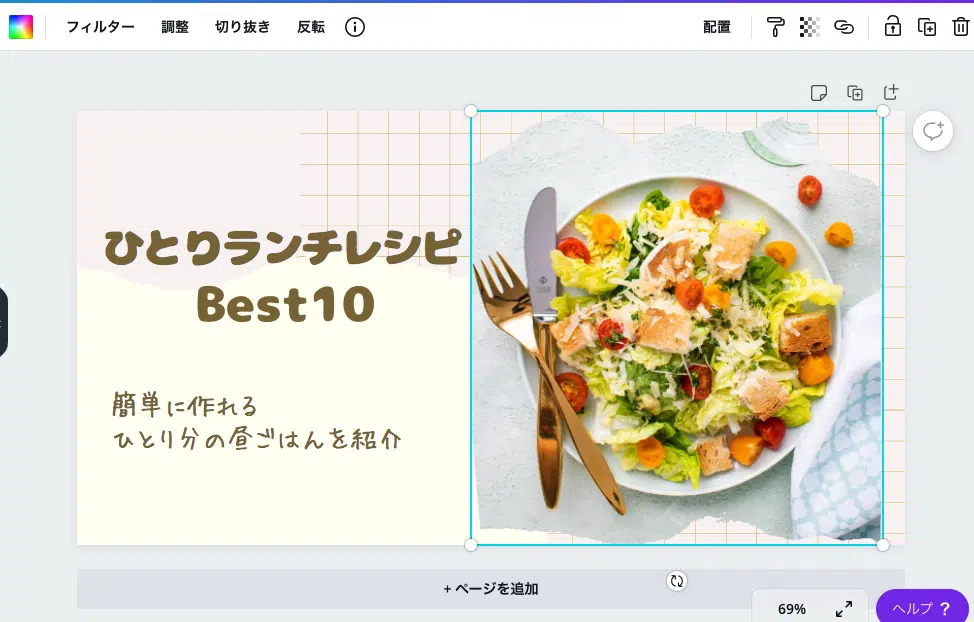 フィルター 調整 切り抜き 反転 配置
ひとりランチレシピ
Best10
簡単に作れる
ひとり分の昼ごはんを紹介
+ ページを追加
69% ヘルプ ?